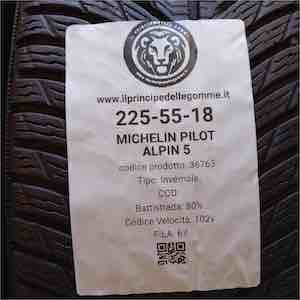 www.ilprincipedellegomme.it
225-55-18
MICHELIN PILOT
ALPIN 5
codice prodotto: 36763
Tipo: Invernale,
DOD:
Battistrada: 80%
Codice Velocità: 102v
FILA: 67